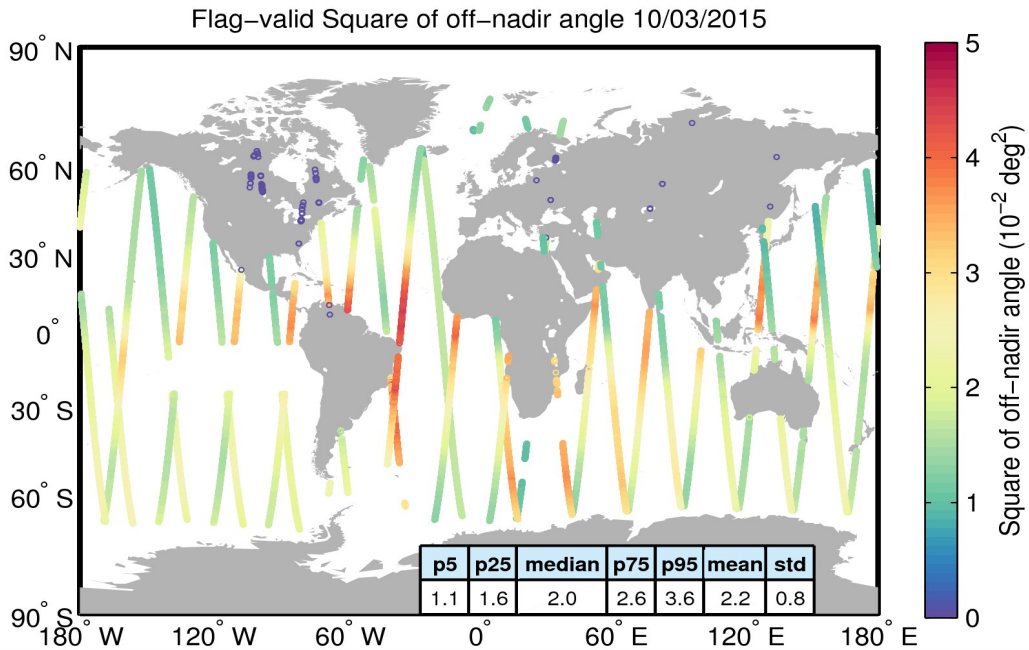 Flag−valid Square of off−nadir angle 10/03/2015
90° N
60° N
30° N
0°
30° S
60° S
90° S
180° W
120° W
60° W
0°
60° E
120° E
180° E
p5 p25 median p75 p95 mean std
1.1 1.6 2.0 2.6 3.6 2.2 0.8
5
4
3
2
1
0
Square of off−nadir angle (10⁻² deg²)